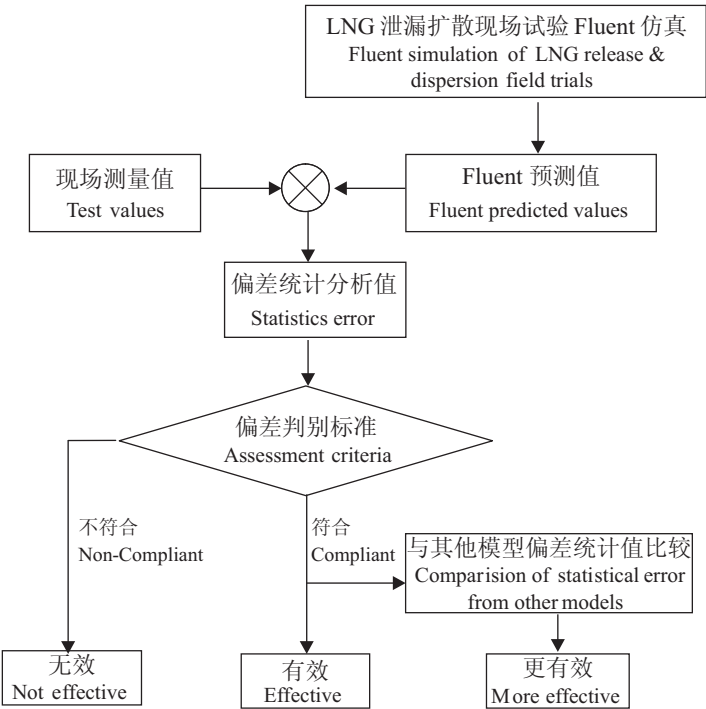 LNG 泄漏扩散现场试验 Fluent 仿真
Fluent simulation of LNG release &
dispersion field trials
现场测量值
Test values
Fluent 预测值
Fluent predicted values
偏差统计分析值
Statistics error
偏差判别标准
Assessment criteria
不符合
Non-Compliant
符合
Compliant
与其他模型偏差统计值比较
Comparision of statistical error
from other models
无效
Not effective
有效
Effective
更有效
More effective